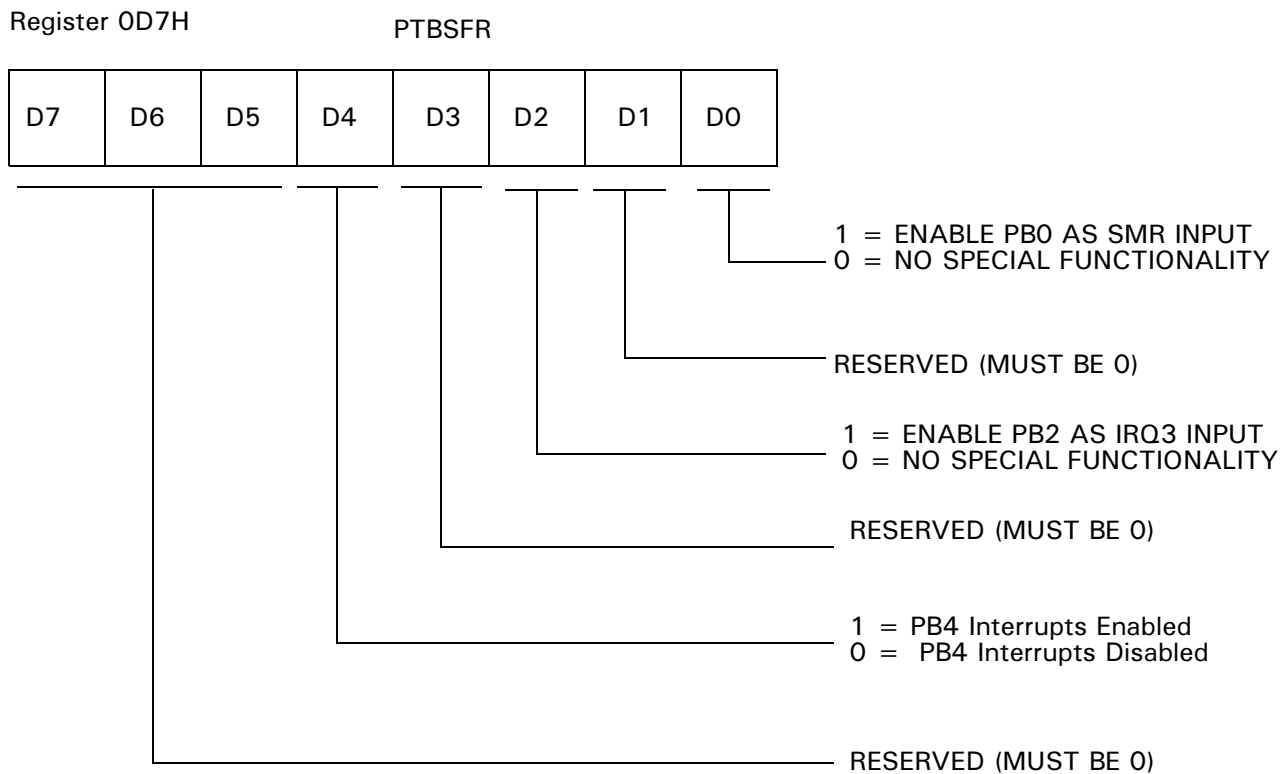 Register 0D7H
PTBSFR
D7 D6 D5 D4 D3 D2 D1 D0
1 = ENABLE PB0 AS SMR INPUT
0 = NO SPECIAL FUNCTIONALITY
RESERVED (MUST BE 0)
1 = ENABLE PB2 AS IRQ3 INPUT
0 = NO SPECIAL FUNCTIONALITY
RESERVED (MUST BE 0)
1 = PB4 Interrupts Enabled
0 = PB4 Interrupts Disabled
RESERVED (MUST BE 0)